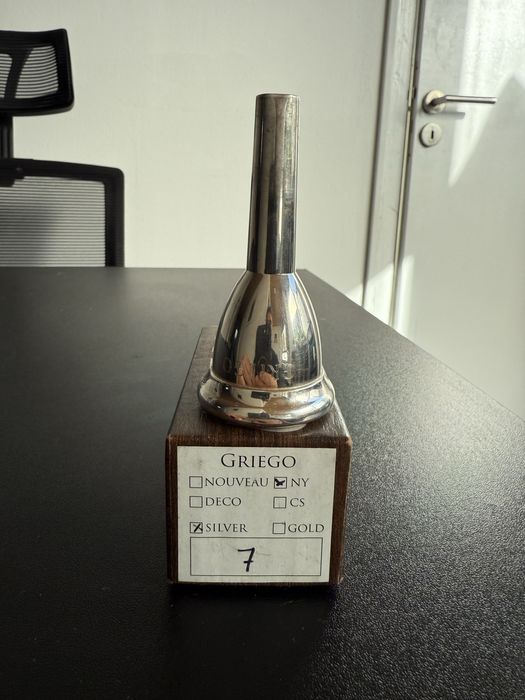 GRIEGO
NOUVEAU NY
DECO CS
SILVER GOLD
7